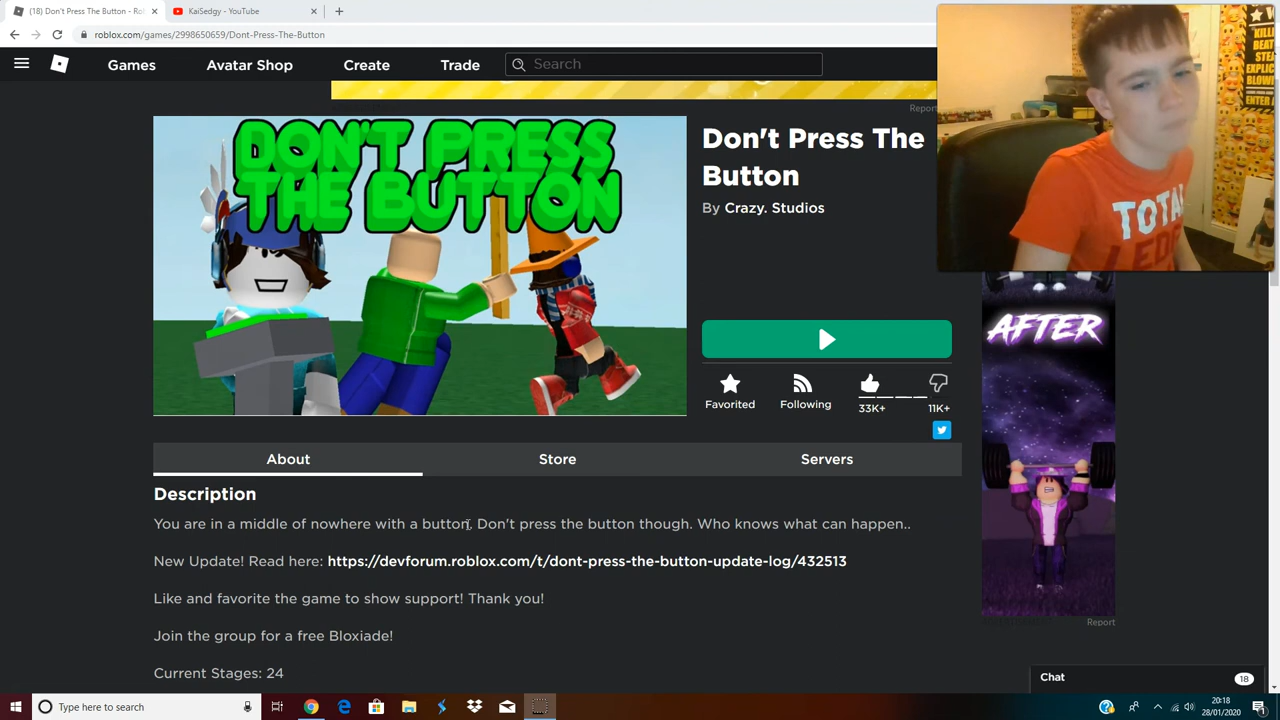 (18) Don't Press The Button - Rob
KaiSedgy - YouTube
roblox.com/games/2998650659/Dont-Press-The-Button
Games
Avatar Shop
Create
Trade
Search
Report
DON'T PRESS
THE BUTTON
Don't Press The
Button
By Crazy. Studios
Favorited
Following
33K+
11K+
About
Store
Servers
Description
You are in a middle of nowhere with a button. Don't press the button though. Who knows what can happen..
New Update! Read here: https://devforum.roblox.com/t/dont-press-the-button-update-log/432513
Like and favorite the game to show support! Thank you!
Join the group for a free Bloxiade!
Current Stages: 24
TOTAL
AFTER
Report
Chat
18
Type here to search
20:18
28/01/2020